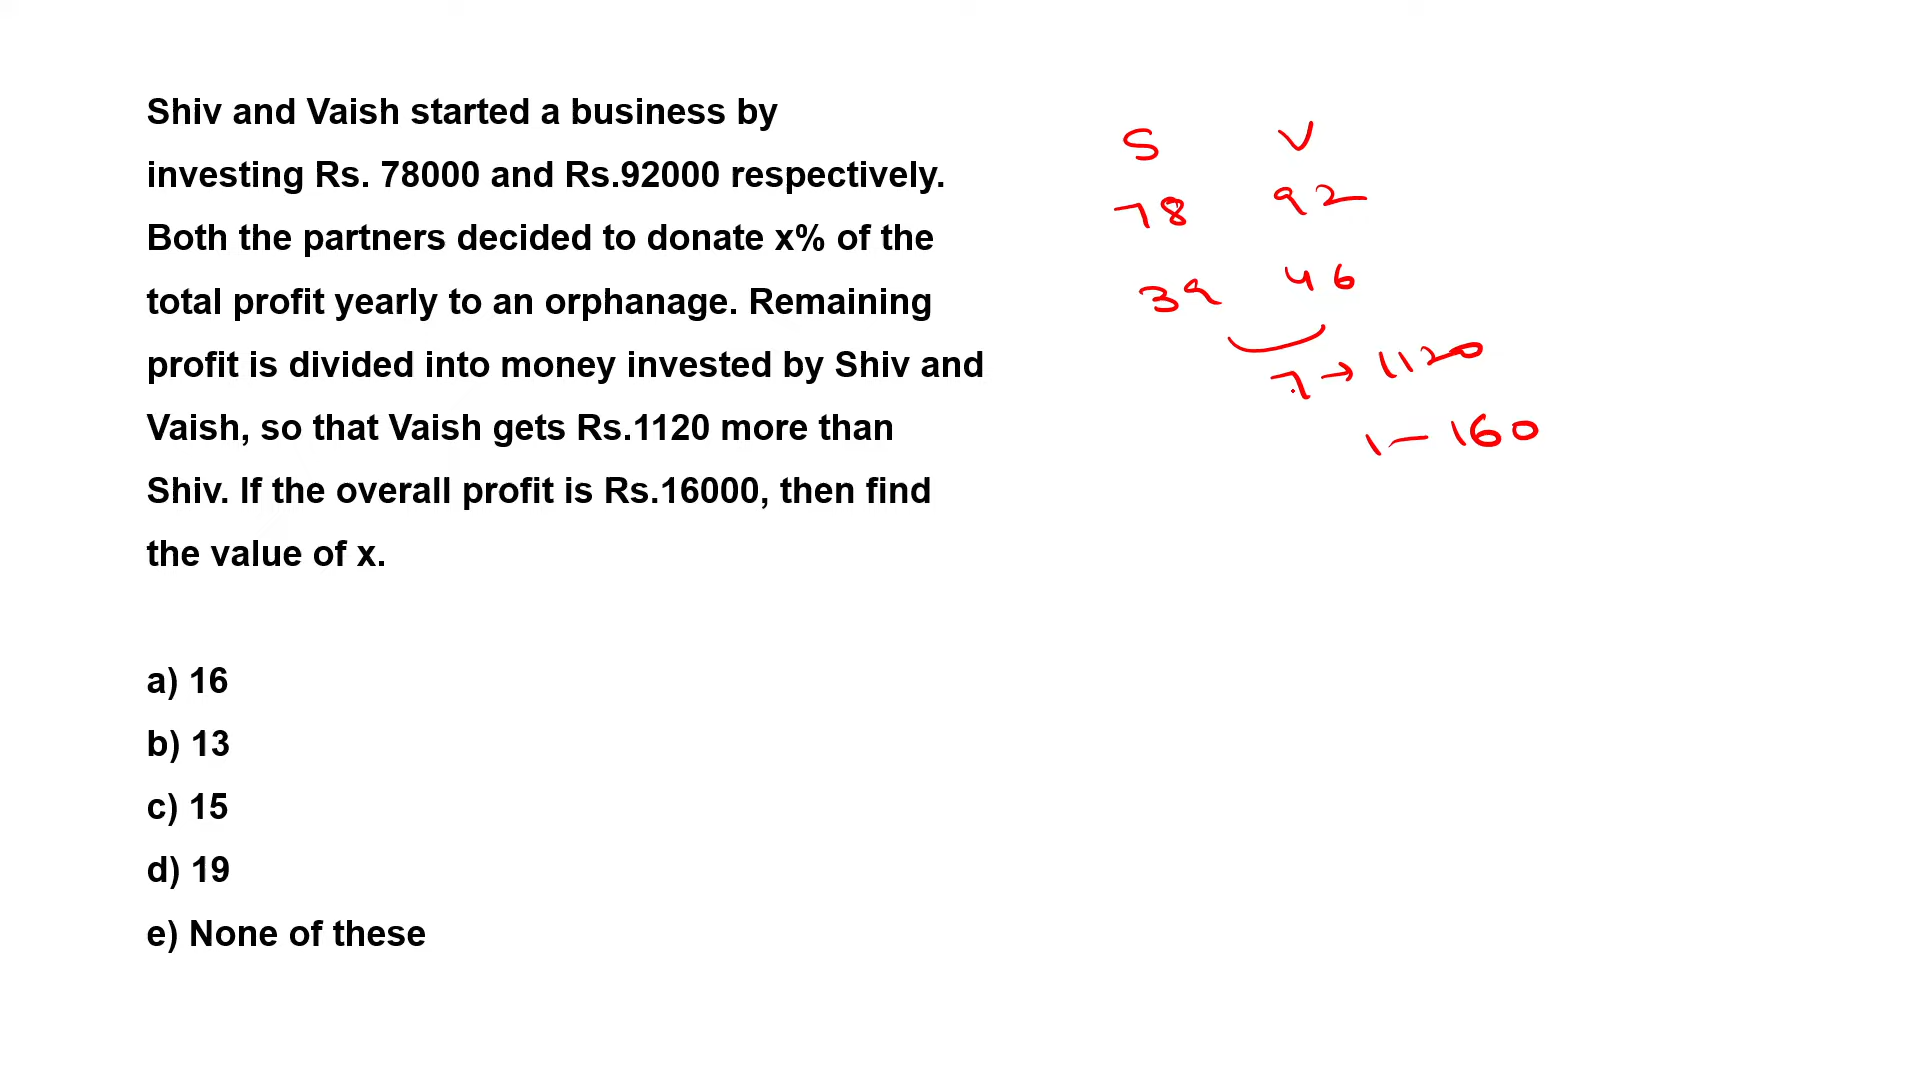 Shiv and Vaish started a business by
investing Rs. 78000 and Rs.92000 respectively.
Both the partners decided to donate x% of the
total profit yearly to an orphanage. Remaining
profit is divided into money invested by Shiv and
Vaish, so that Vaish gets Rs.1120 more than
Shiv. If the overall profit is Rs.16000, then find
the value of x.
a) 16
b) 13
c) 15
d) 19
e) None of these
S V
78 92
39 46
7 → 1120
1 – 160